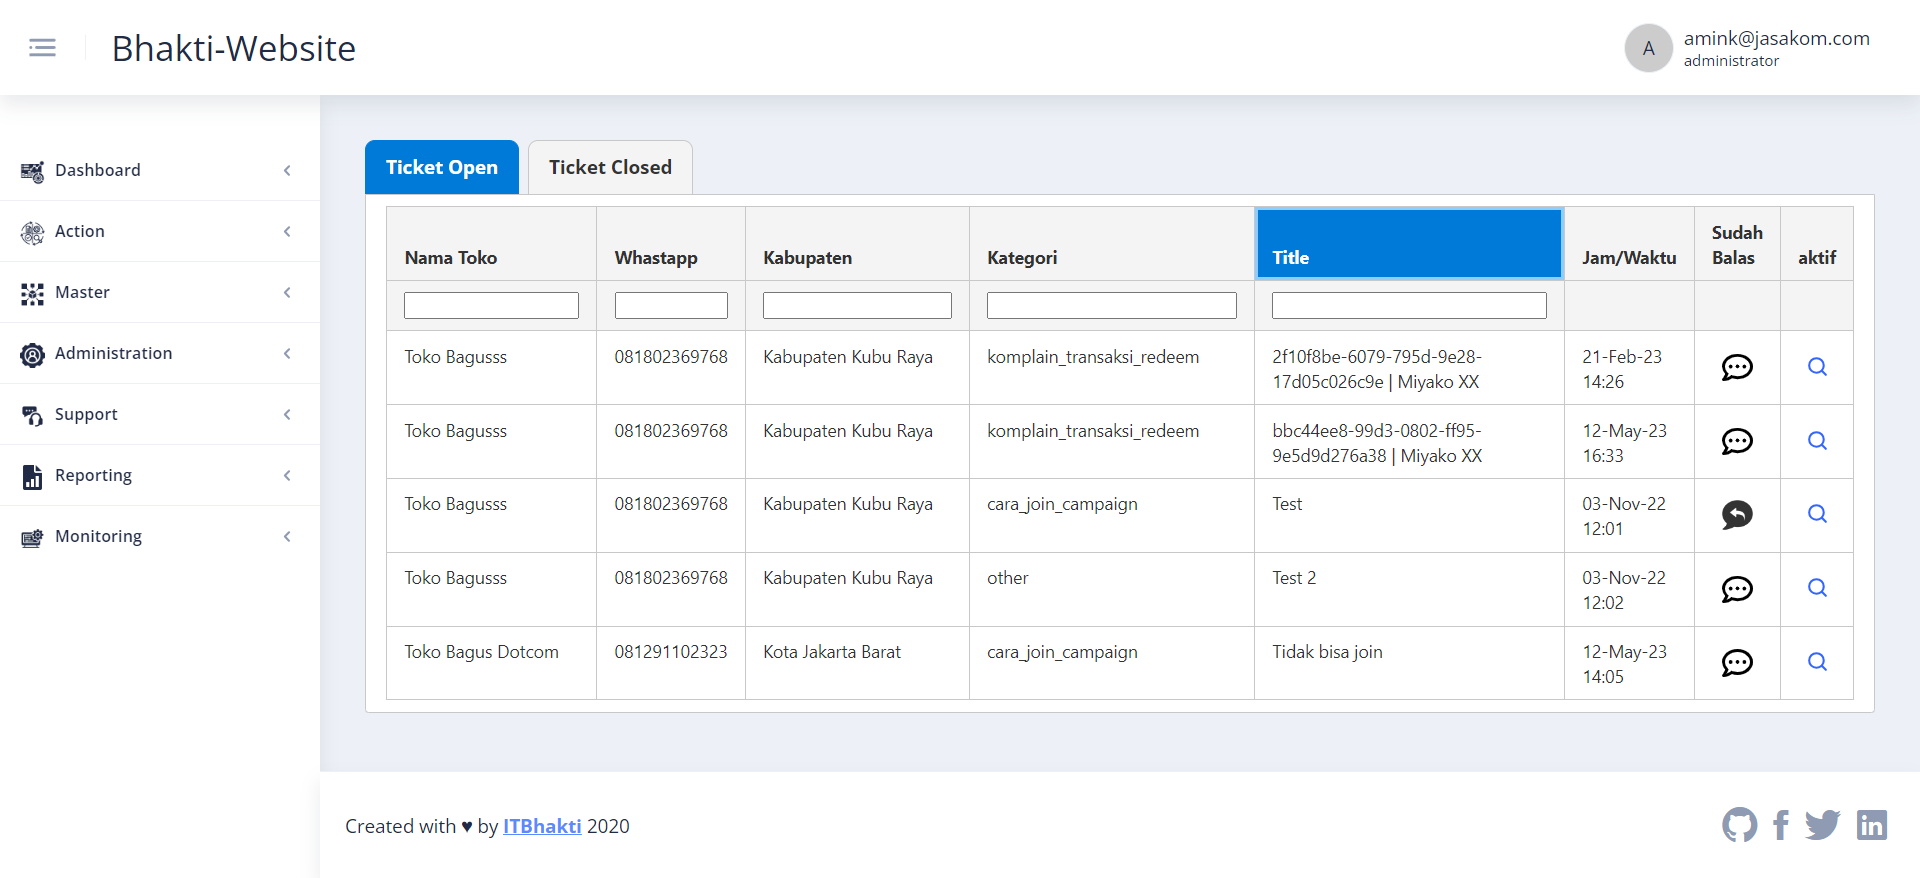 Bhakti-Website
A
amink@jasakom.com
administrator
Dashboard
Action
Master
Administration
Support
Reporting
Monitoring
Ticket Open
Ticket Closed
Nama Toko
Whastapp
Kabupaten
Kategori
Title
Jam/Waktu
Sudah
Balas
aktif
Toko Bagusss
081802369768
Kabupaten Kubu Raya
komplain_transaksi_redeem
2f10f8be-6079-795d-9e28-
17d05c026c9e | Miyako XX
21-Feb-23
14:26
Toko Bagusss
081802369768
Kabupaten Kubu Raya
komplain_transaksi_redeem
bbc44ee8-99d3-0802-ff95-
9e5d9d276a38 | Miyako XX
12-May-23
16:33
Toko Bagusss
081802369768
Kabupaten Kubu Raya
cara_join_campaign
Test
03-Nov-22
12:01
Toko Bagusss
081802369768
Kabupaten Kubu Raya
other
Test 2
03-Nov-22
12:02
Toko Bagus Dotcom
081291102323
Kota Jakarta Barat
cara_join_campaign
Tidak bisa join
12-May-23
14:05
Created with ♥ by ITBhakti 2020